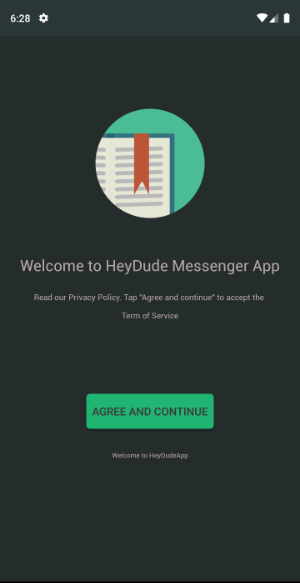 6:28
Welcome to HeyDude Messenger App
Read our Privacy Policy. Tap "Agree and continue" to accept the
Term of Service
AGREE AND CONTINUE
Welcome to HeyDudeApp